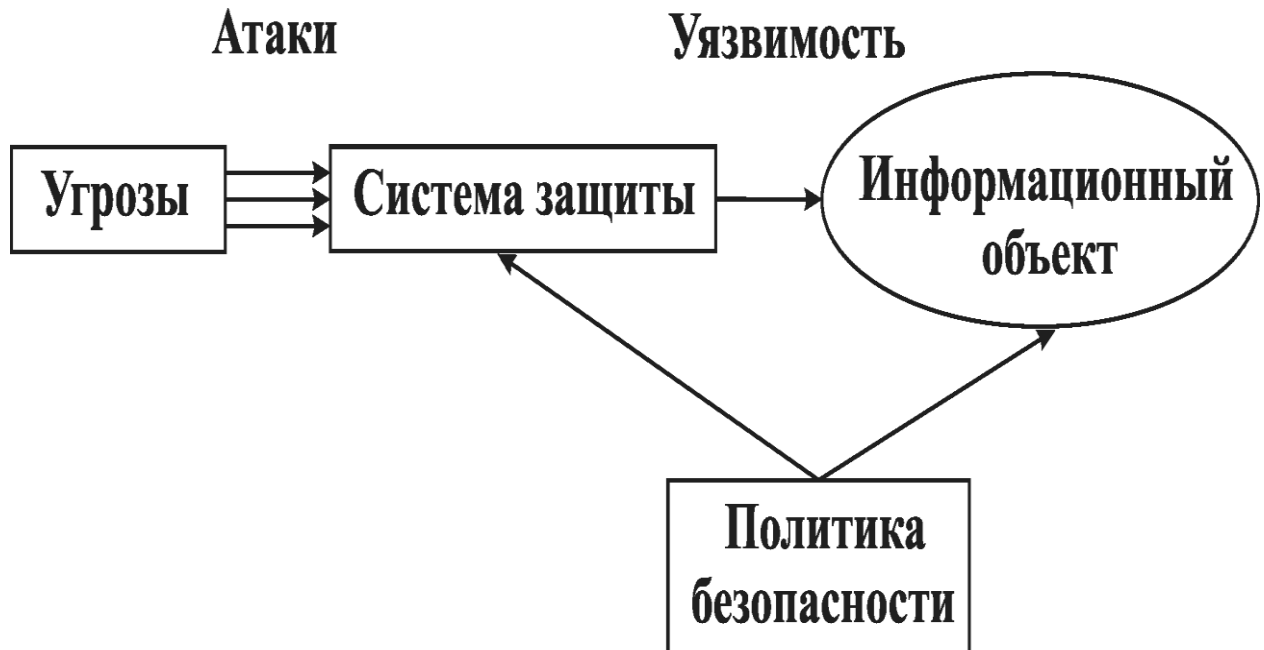 Атаки
Уязвимость
Угрозы
Система защиты
Информационный
объект
Политика
безопасности